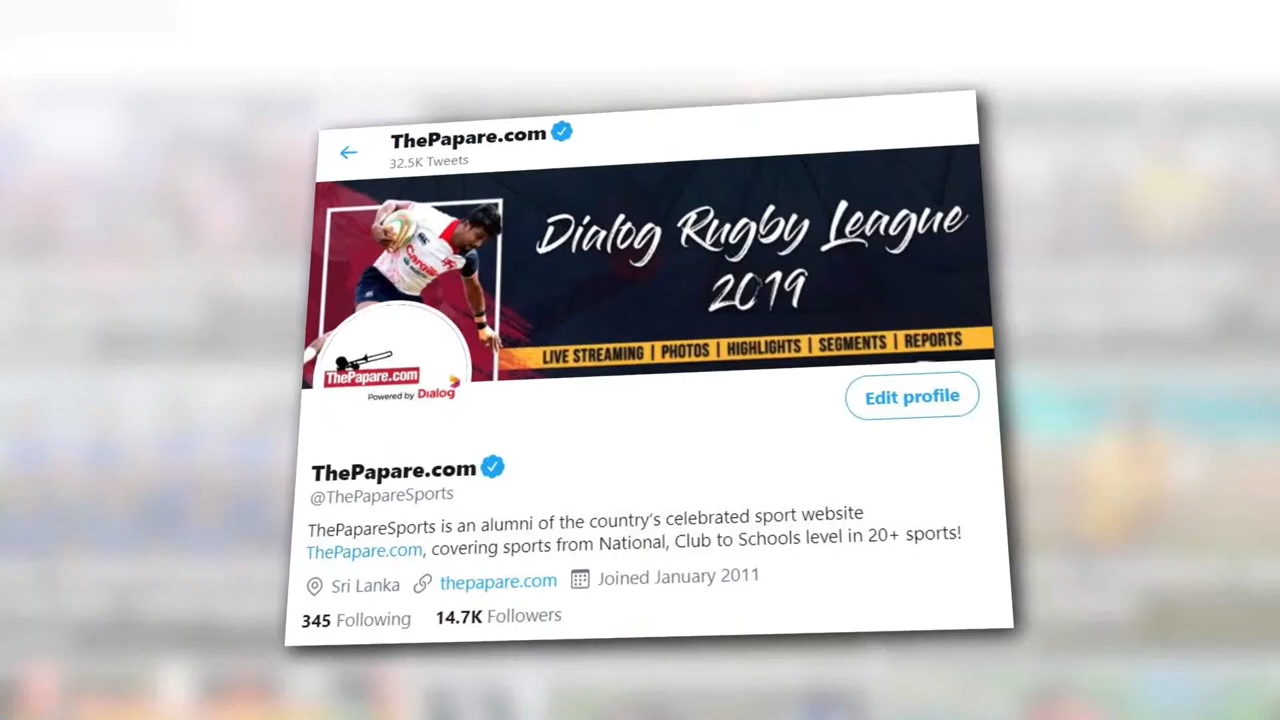 ThePapare.com
32.5K Tweets
Dialog Rugby League
2019
LIVE STREAMING | PHOTOS | HIGHLIGHTS | SEGMENTS | REPORTS
ThePapare.com
Powered by Dialog
Edit profile
ThePapare.com
@ThePapareSports
ThePapareSports is an alumni of the country's celebrated sport website
ThePapare.com, covering sports from National, Club to Schools level in 20+ sports!
Sri Lanka thepapare.com Joined January 2011
345 Following 14.7K Followers